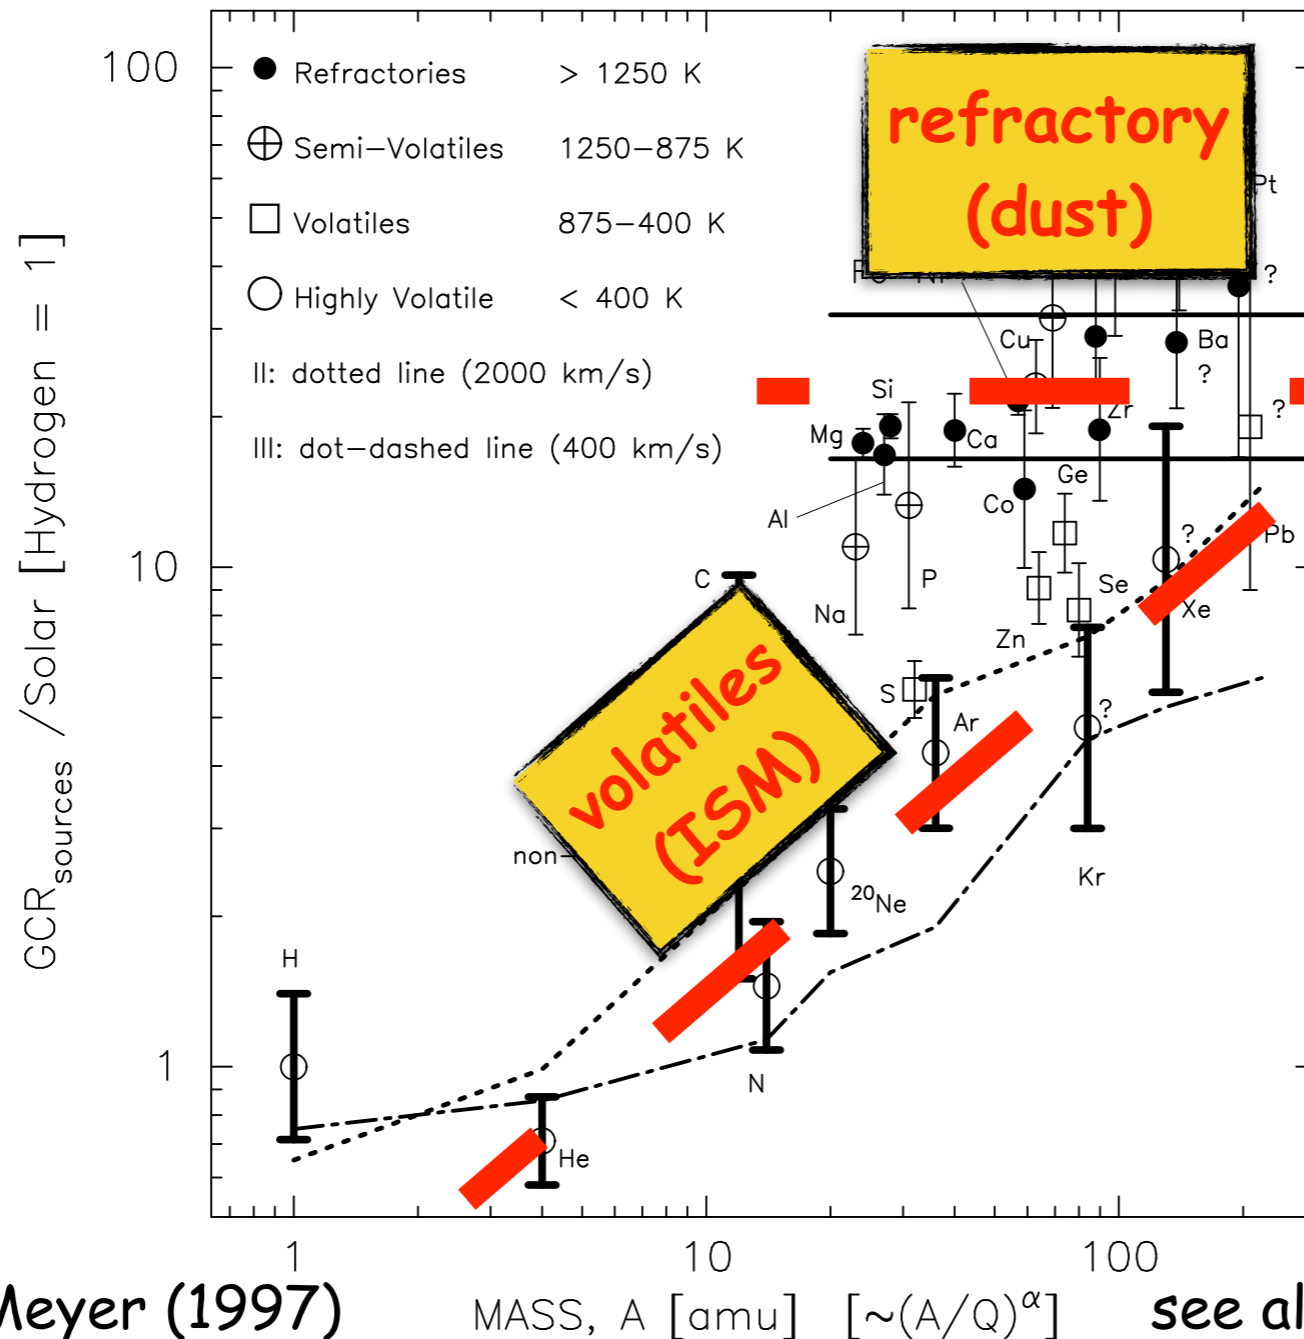 100
Refractories > 1250 K
Semi-Volatiles 1250-875 K
Volatiles 875-400 K
Highly Volatile < 400 K
II: dotted line (2000 km/s)
III: dot-dashed line (400 km/s)
refractory
(dust)
Pt
?
Cu
Ba
?
Si
Zr
?
Mg
Ca
Ge
Al
Co
?
Pb
10
C
P
Se
Xe
Na
Zn
S
?
Ar
volatiles
(ISM)
non-
Kr
20Ne
H
1
N
He
GCRsources /Solar [Hydrogen = 1]
1 10 100
Meyer (1997)
MASS, A [amu] [~(A/Q)α]
see al